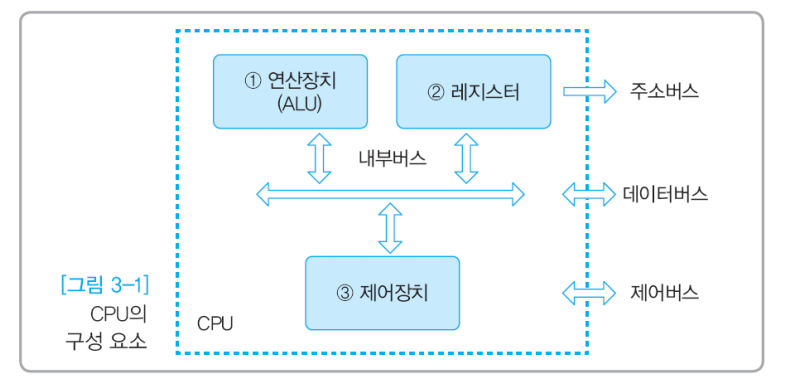 ① 연산장치
(ALU)
② 레지스터
주소버스
내부버스
데이터버스
③ 제어장치
제어버스
CPU
[그림 3-1]
CPU의
구성 요소